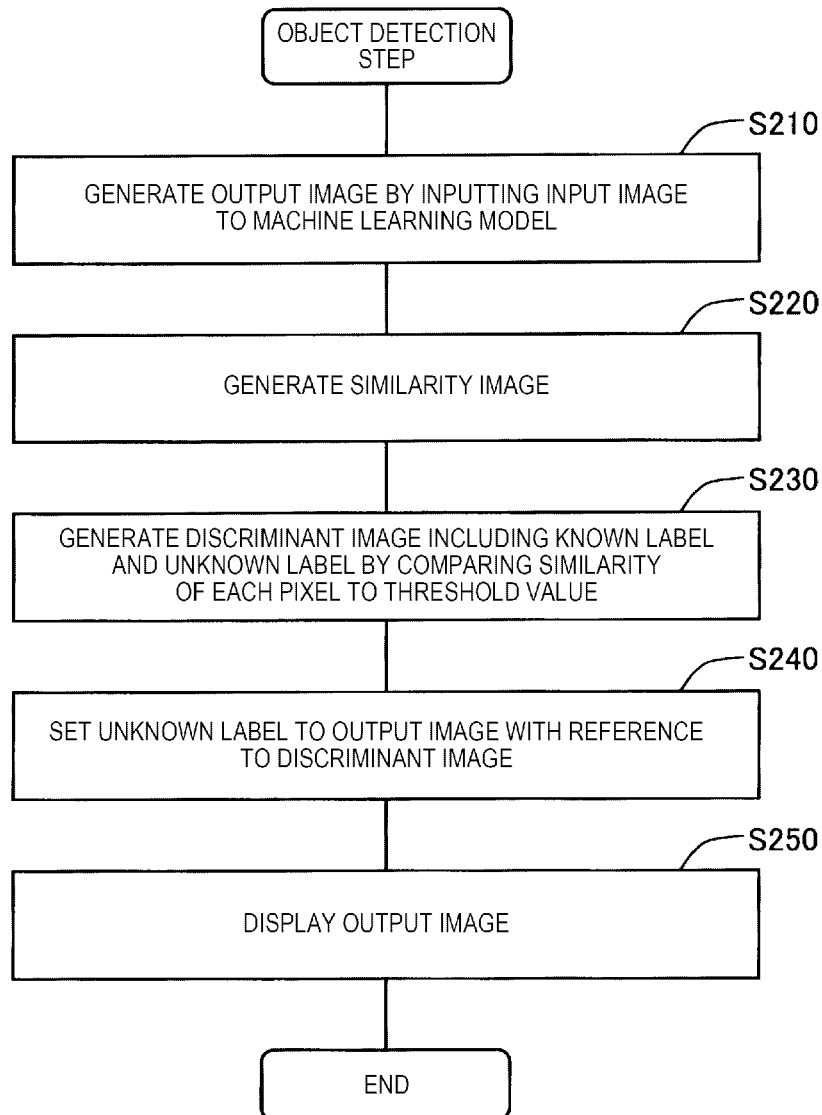 OBJECT DETECTION
STEP
S210
GENERATE OUTPUT IMAGE BY INPUTTING INPUT IMAGE
TO MACHINE LEARNING MODEL
S220
GENERATE SIMILARITY IMAGE
S230
GENERATE DISCRIMINANT IMAGE INCLUDING KNOWN LABEL
AND UNKNOWN LABEL BY COMPARING SIMILARITY
OF EACH PIXEL TO THRESHOLD VALUE
S240
SET UNKNOWN LABEL TO OUTPUT IMAGE WITH REFERENCE
TO DISCRIMINANT IMAGE
S250
DISPLAY OUTPUT IMAGE
END